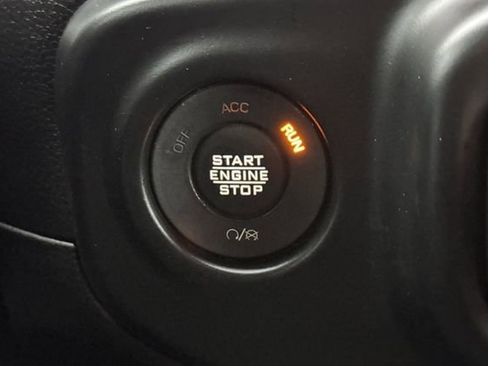 ACC
OFF
RUN
START
ENGINE
STOP